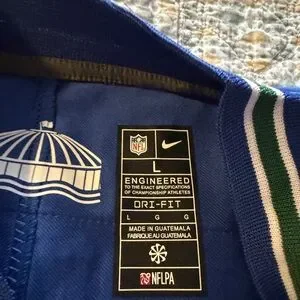 NFL
L
ENGINEERED
TO THE EXACT SPECIFICATIONS
OF CHAMPIONSHIP ATHLETES
DRI-FIT
L G G
MADE IN GUATEMALA
FABRIQUÉ AU GUATEMALA
NFLPA